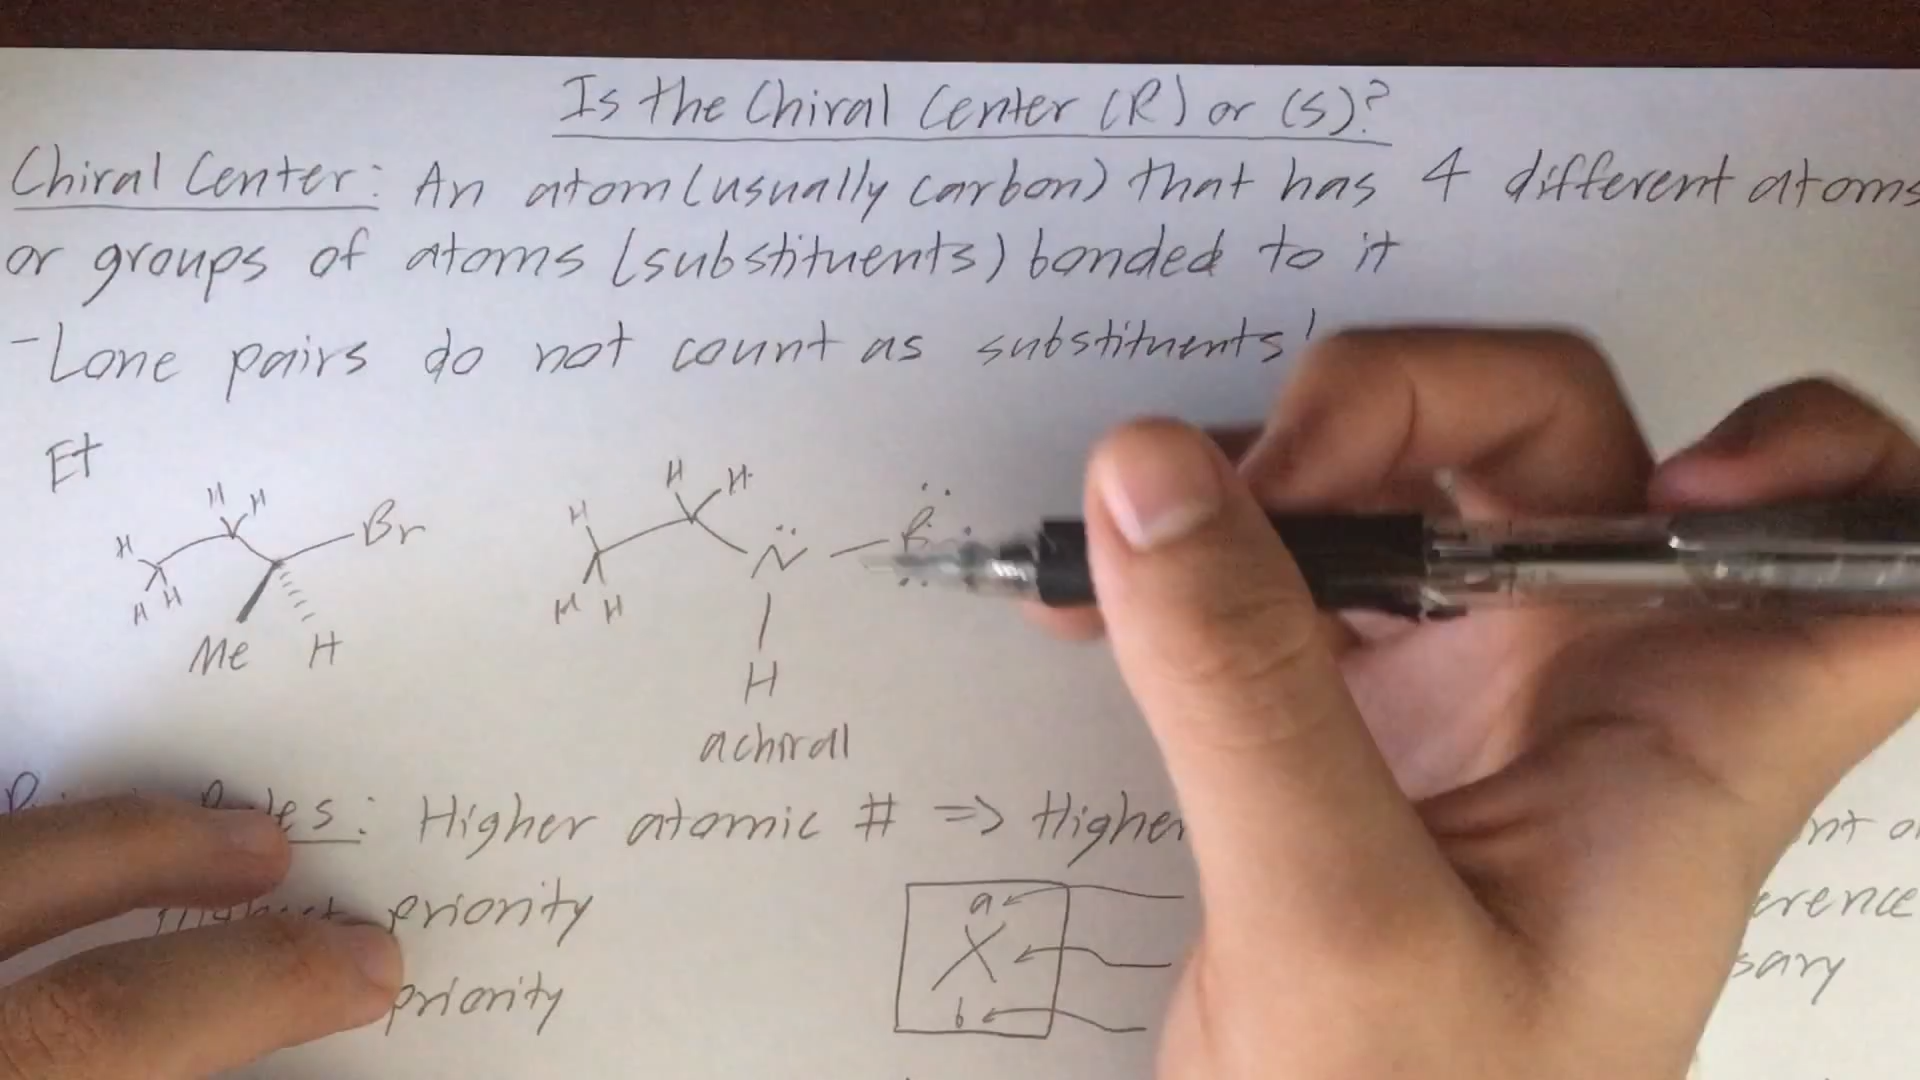 Is the Chiral Center (R) or (S)?
Chiral Center: An atom (usually carbon) that has 4 different atoms
or groups of atoms (substituents) bonded to it
-Lone pairs do not count as substituents!
Et
H H
H H
H Br
H
H H
N
H H
Me H
H
achiral
: Higher atomic # => Higher
a
priority
X
priority
b